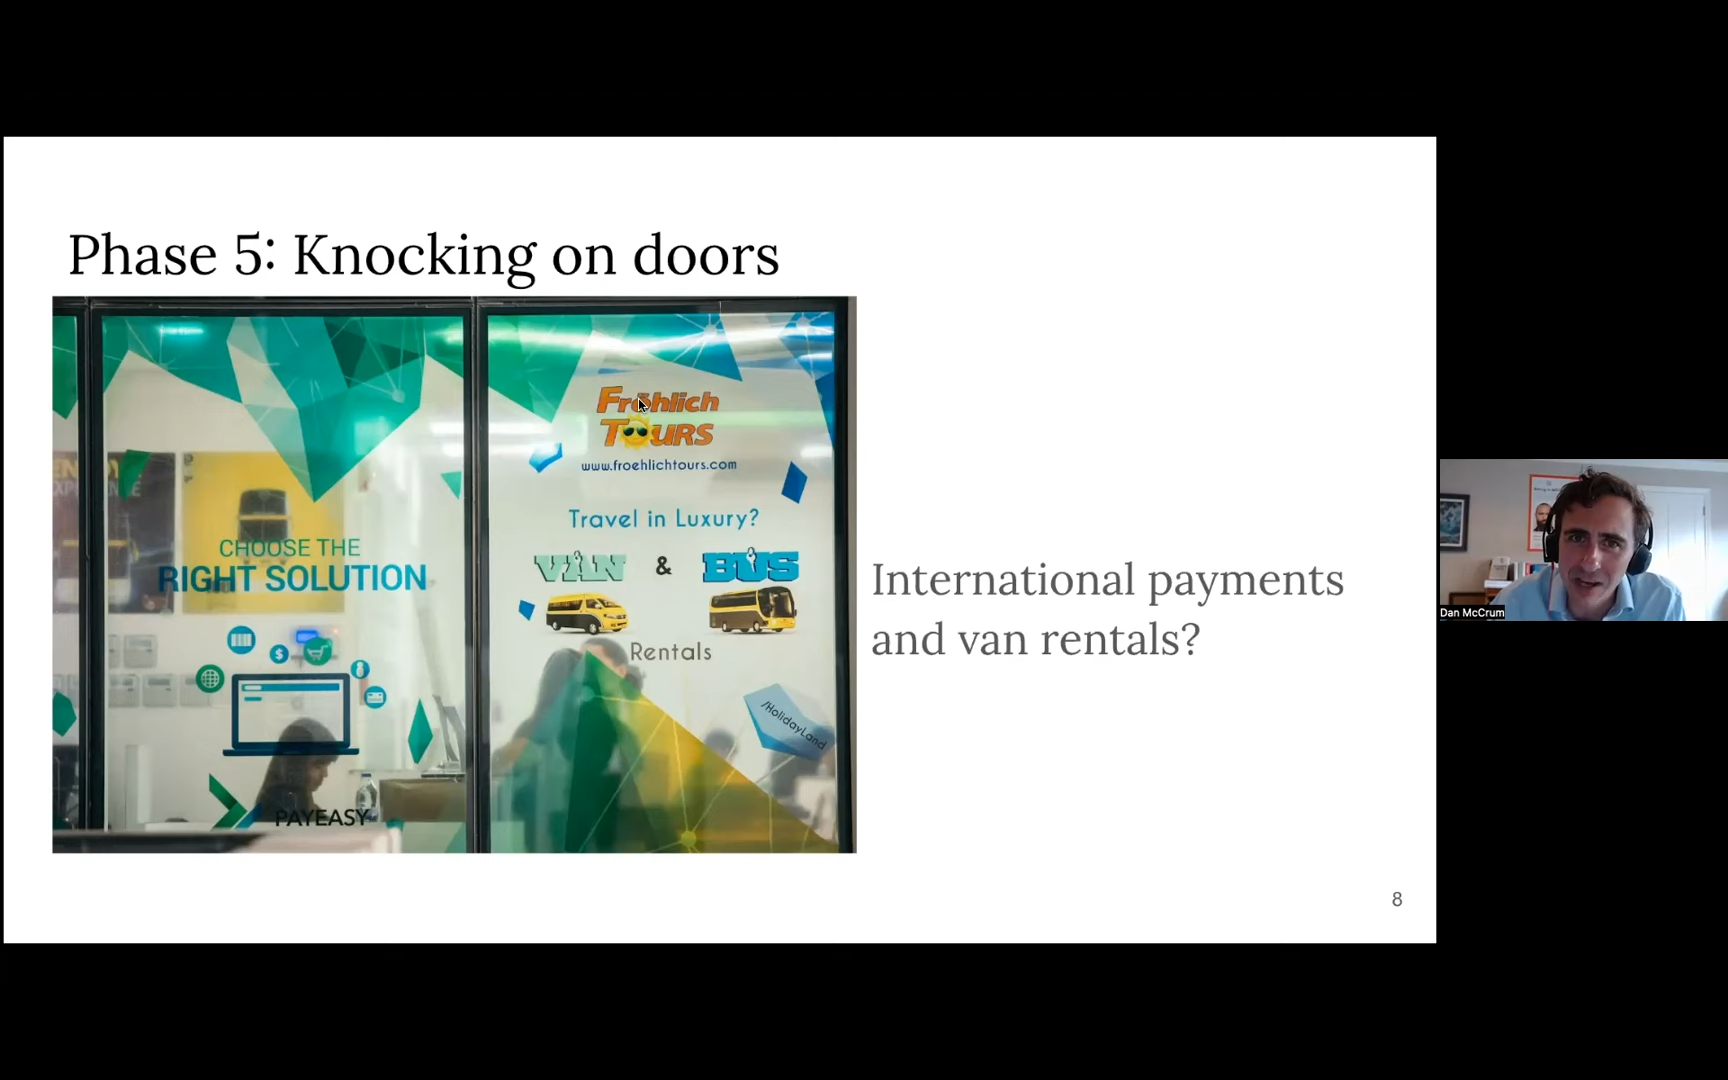 Phase 5: Knocking on doors
CHOOSE THE
RIGHT SOLUTION
PAYEASY
Fröhlich
TOURS
www.froehlichtours.com
Travel in Luxury?
VAN & BUS
Rentals
/HolidayLand
International payments
and van rentals?
8
Dan McCrum